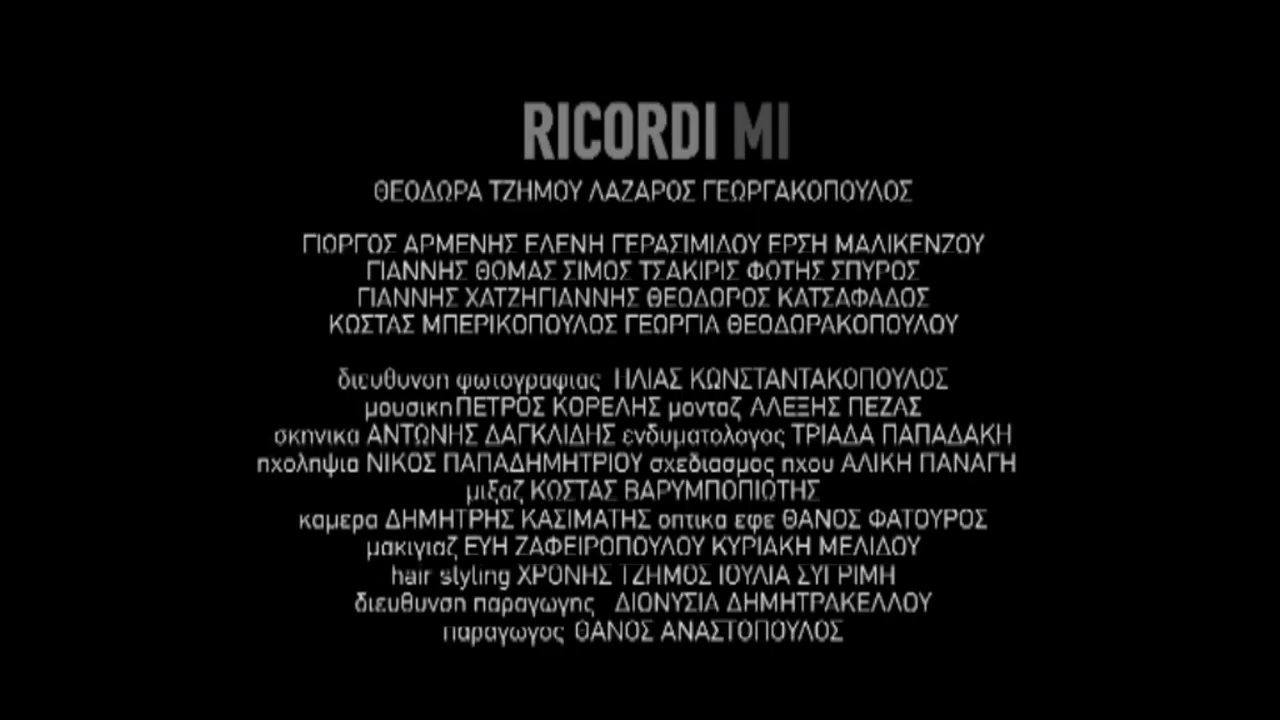 RICORDI MI
ΘΕΟΔΩΡΑ ΤΖΗΜΟΥ ΛΑΖΑΡΟΣ ΓΕΩΡΓΑΚΟΠΟΥΛΟΣ
ΓΙΩΡΓΟΣ ΑΡΜΕΝΗΣ ΕΛΕΝΗ ΓΕΡΑΣΙΜΙΔΟΥ ΕΡΣΗ ΜΑΛΙΚΕΝΖΟΥ
ΓΙΑΝΝΗΣ ΘΩΜΑΣ ΣΙΜΟΣ ΤΣΑΚΙΡΙΣ ΦΩΤΗΣ ΣΠΥΡΟΣ
ΓΙΑΝΝΗΣ ΧΑΤΖΗΓΙΑΝΝΗΣ ΘΕΟΔΩΡΟΣ ΚΑΤΣΑΦΑΔΟΣ
ΚΩΣΤΑΣ ΜΠΕΡΙΚΟΠΟΥΛΟΣ ΓΕΩΡΓΙΑ ΘΕΟΔΩΡΑΚΟΠΟΥΛΟΥ
διευθυνση φωτογραφιας ΗΛΙΑΣ ΚΩΝΣΤΑΝΤΑΚΟΠΟΥΛΟΣ
μουσικη ΠΕΤΡΟΣ ΚΟΡΕΛΗΣ μονταζ ΑΛΕΞΗΣ ΠΕΖΑΣ
σκηνικα ΑΝΤΩΝΗΣ ΔΑΓΚΛΙΔΗΣ ενδυματολογος ΤΡΙΑΔΑ ΠΑΠΑΔΑΚΗ
ηχοληψια ΝΙΚΟΣ ΠΑΠΑΔΗΜΗΤΡΙΟΥ σχεδιασμος ηχου ΑΛΙΚΗ ΠΑΝΑΓΗ
μιξαζ ΚΩΣΤΑΣ ΒΑΡΥΜΠΟΠΙΩΤΗΣ
καμερα ΔΗΜΗΤΡΗΣ ΚΑΣΙΜΑΤΗΣ οπτικα εφε ΘΑΝΟΣ ΦΑΤΟΥΡΟΣ
μακιγιαζ ΕΥΗ ΖΑΦΕΙΡΟΠΟΥΛΟΥ ΚΥΡΙΑΚΗ ΜΕΛΙΔΟΥ
hair styling ΧΡΟΝΗΣ ΤΖΗΜΟΣ ΙΟΥΛΙΑ ΣΥΓΡΙΜΗ
διευθυνση παραγωγης ΔΙΟΝΥΣΙΑ ΔΗΜΗΤΡΑΚΕΛΛΟΥ
παραγωγος ΘΑΝΟΣ ΑΝΑΣΤΟΠΟΥΛΟΣ